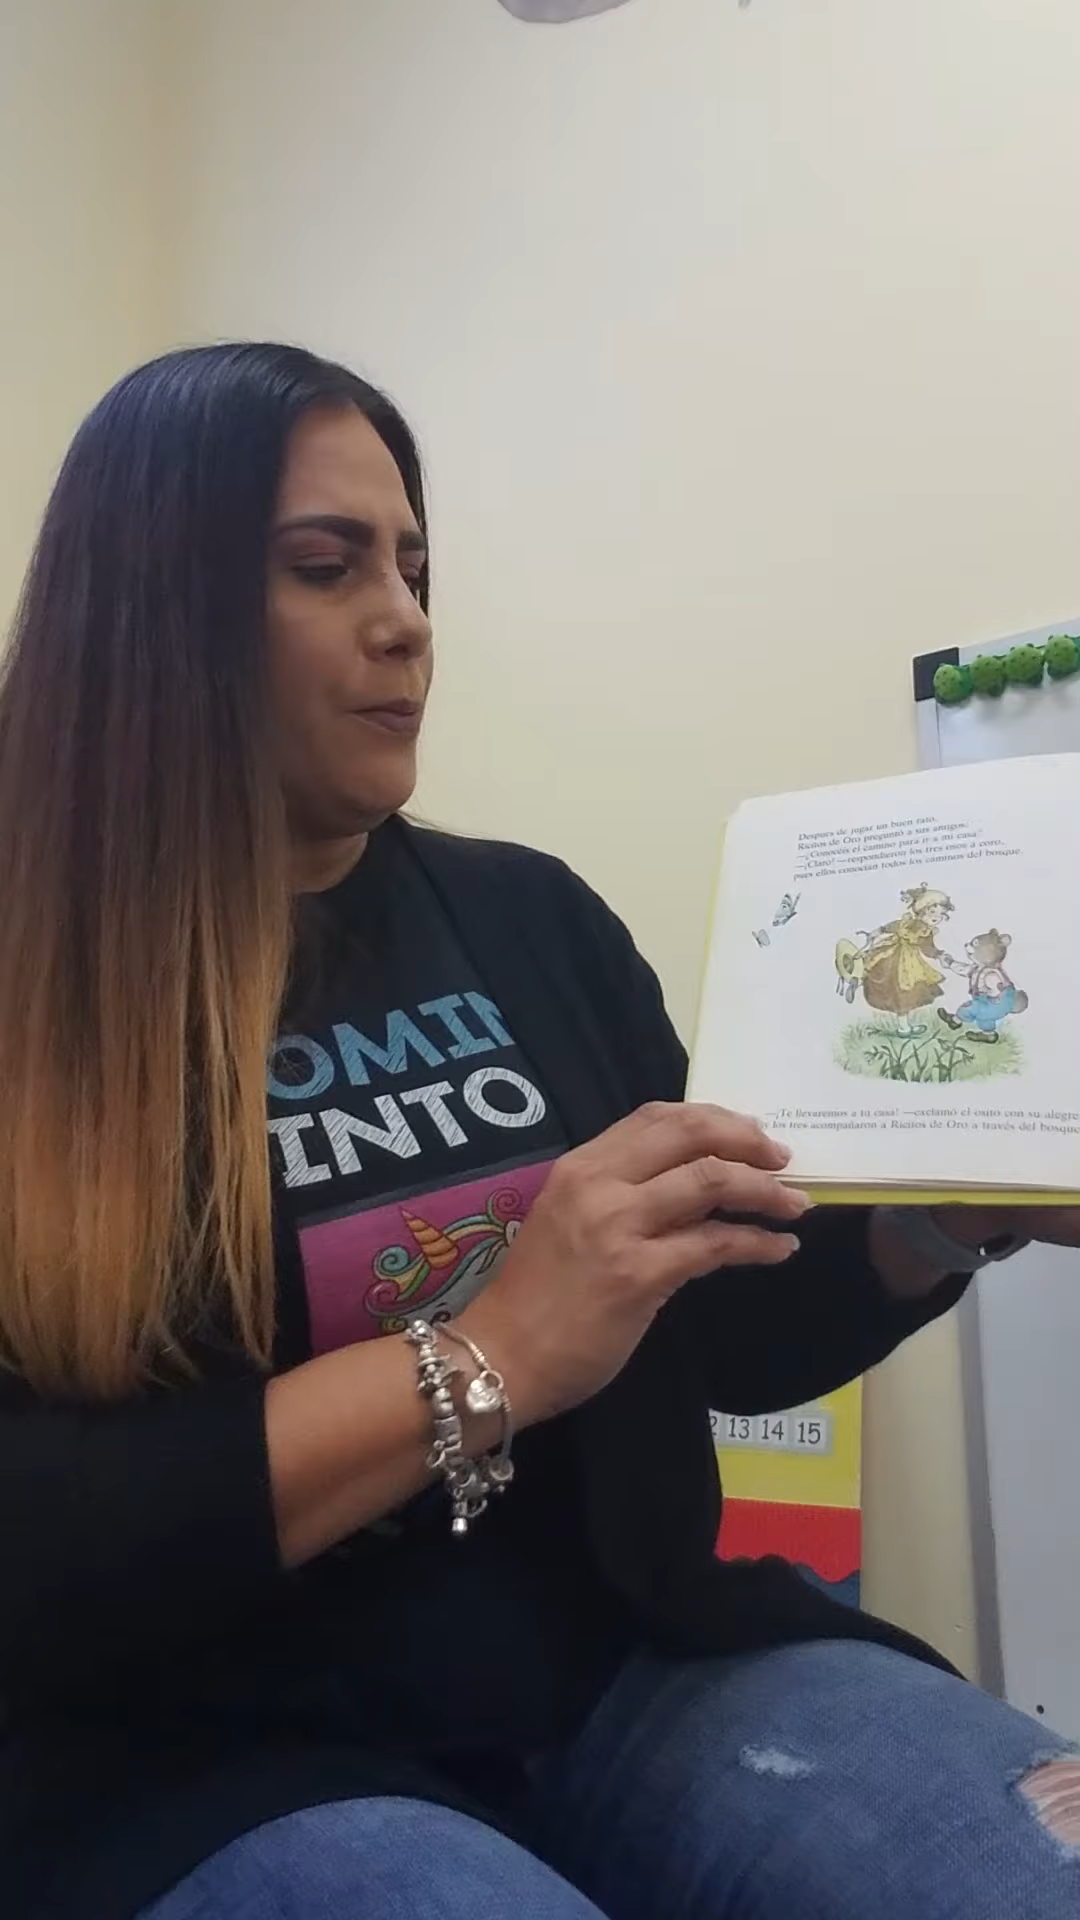 Después de jugar un buen rato,
Ricitos de Oro preguntó a sus amigos:
—¿Conocéis el camino para ir a mi casa?
—¡Claro! —respondieron los tres osos a coro,
pues ellos conocían todos los caminos del bosque.
—¡Te llevaremos a tu casa! —exclamó el osito con su alegre
y los tres acompañaron a Ricitos de Oro a través del bosque
OMIN
INTO
2 13 14 15